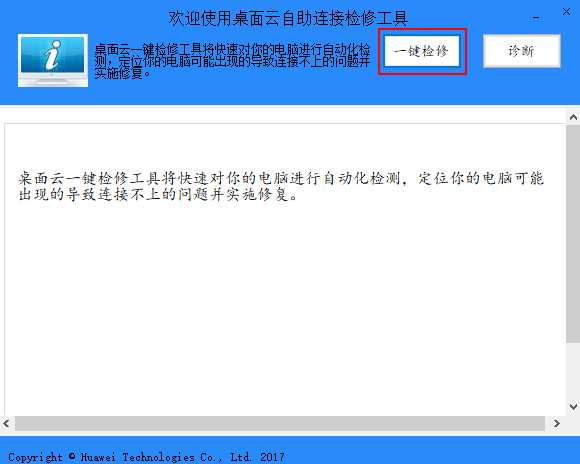 欢迎使用桌面云自助连接检修工具
桌面云一键检修工具将快速对你的电脑进行自动化检
测，定位你的电脑可能出现的导致连接不上的问题并
实施修复。
一键检修
诊断
桌面云一键检修工具将快速对你的电脑进行自动化检测，定位你的电脑可能
出现的导致连接不上的问题并实施修复。
Copyright © Huawei Technologies Co., Ltd. 2017